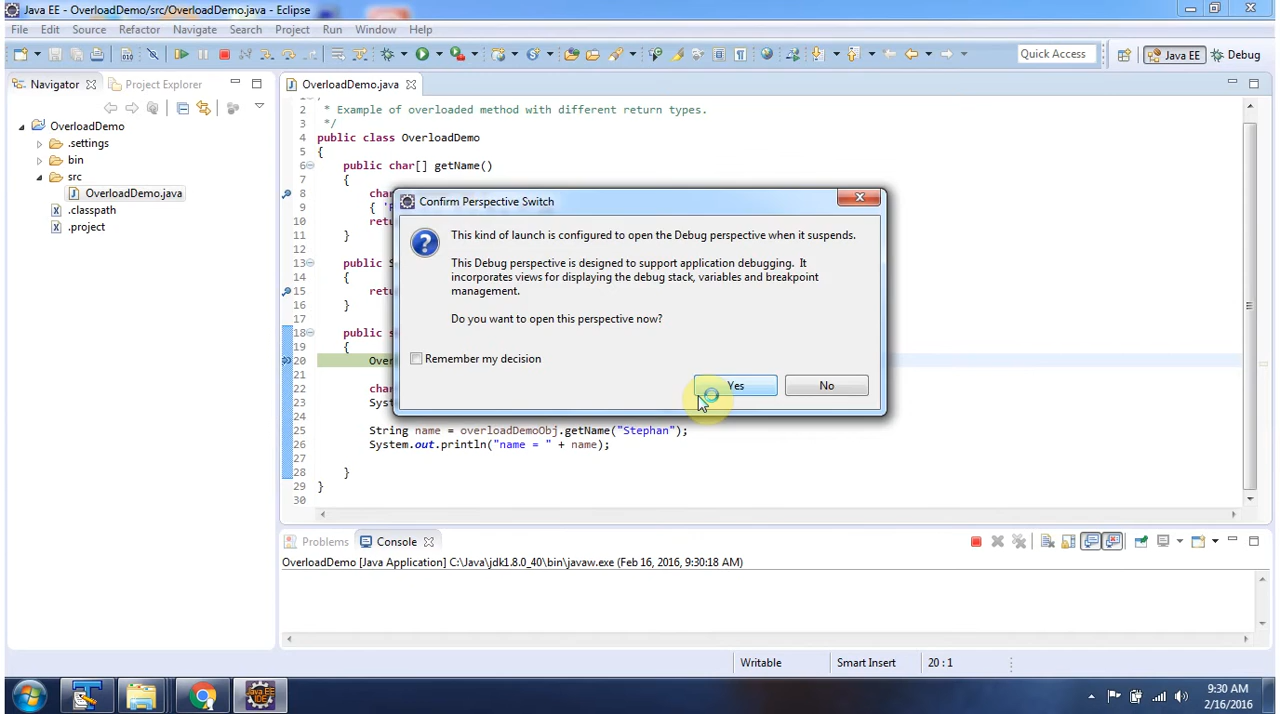 Java EE - OverloadDemo/src/OverloadDemo.java - Eclipse
File Edit Source Refactor Navigate Search Project Run Window Help
Quick Access Java EE Debug
Navigator Project Explorer
OverloadDemo
.settings
bin
src
OverloadDemo.java
.classpath
.project
OverloadDemo.java
2 * Example of overloaded method with different return types.
3 */
4 public class OverloadDemo
5 {
6 public char[] getName()
7 {
8 char
9 {
10 retu
11 }
12
13 public S
14 {
15 retu
16 }
17
18 public s
19 {
20 Over
21
22 char
23 Syst
24
25 String name = overloadDemoObj.getName("Stephan");
26 System.out.println("name = " + name);
27
28 }
29 }
30
Confirm Perspective Switch
This kind of launch is configured to open the Debug perspective when it suspends.
This Debug perspective is designed to support application debugging. It
incorporates views for displaying the debug stack, variables and breakpoint
management.
Do you want to open this perspective now?
Remember my decision
Yes No
Problems Console
OverloadDemo [Java Application] C:\Java\jdk1.8.0_40\bin\javaw.exe (Feb 16, 2016, 9:30:18 AM)
Writable Smart Insert 20 : 1
Java EE
IDE
9:30 AM
2/16/2016